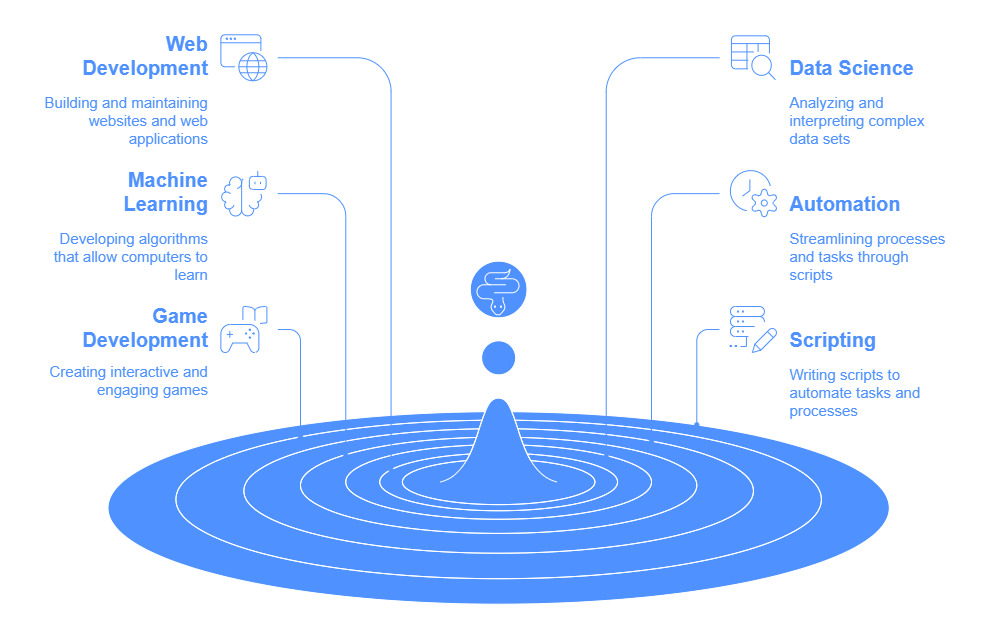 Web
Development
Building and maintaining
websites and web
applications
Machine
Learning
Developing algorithms
that allow computers to
learn
Game
Development
Creating interactive and
engaging games
Data Science
Analyzing and
interpreting complex
data sets
Automation
Streamlining processes
and tasks through
scripts
Scripting
Writing scripts to
automate tasks and
processes